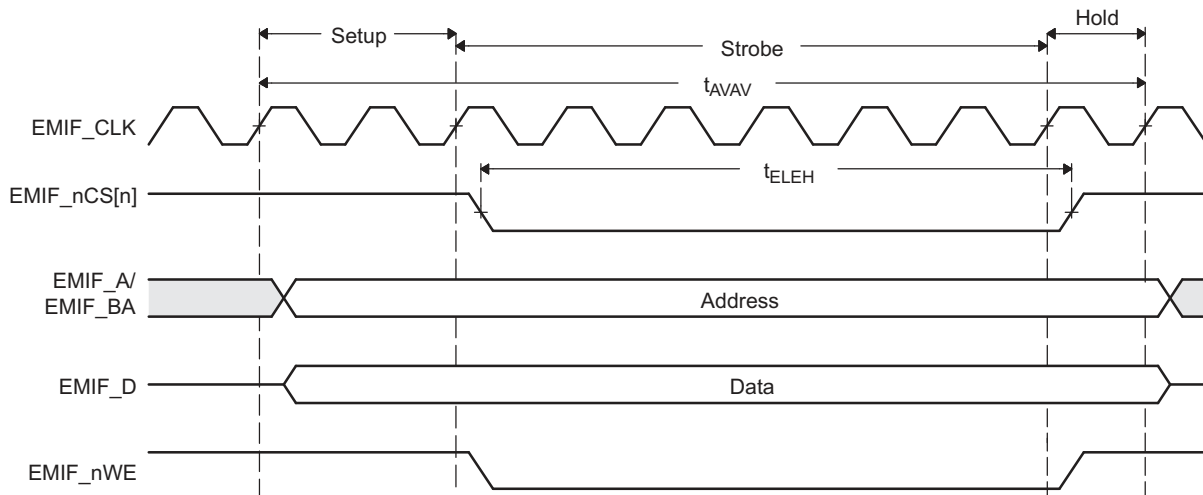 Setup
Strobe
Hold
tAVAV
EMIF_CLK
tELEH
EMIF_nCS[n]
EMIF_A/
EMIF_BA
Address
EMIF_D
Data
EMIF_nWE